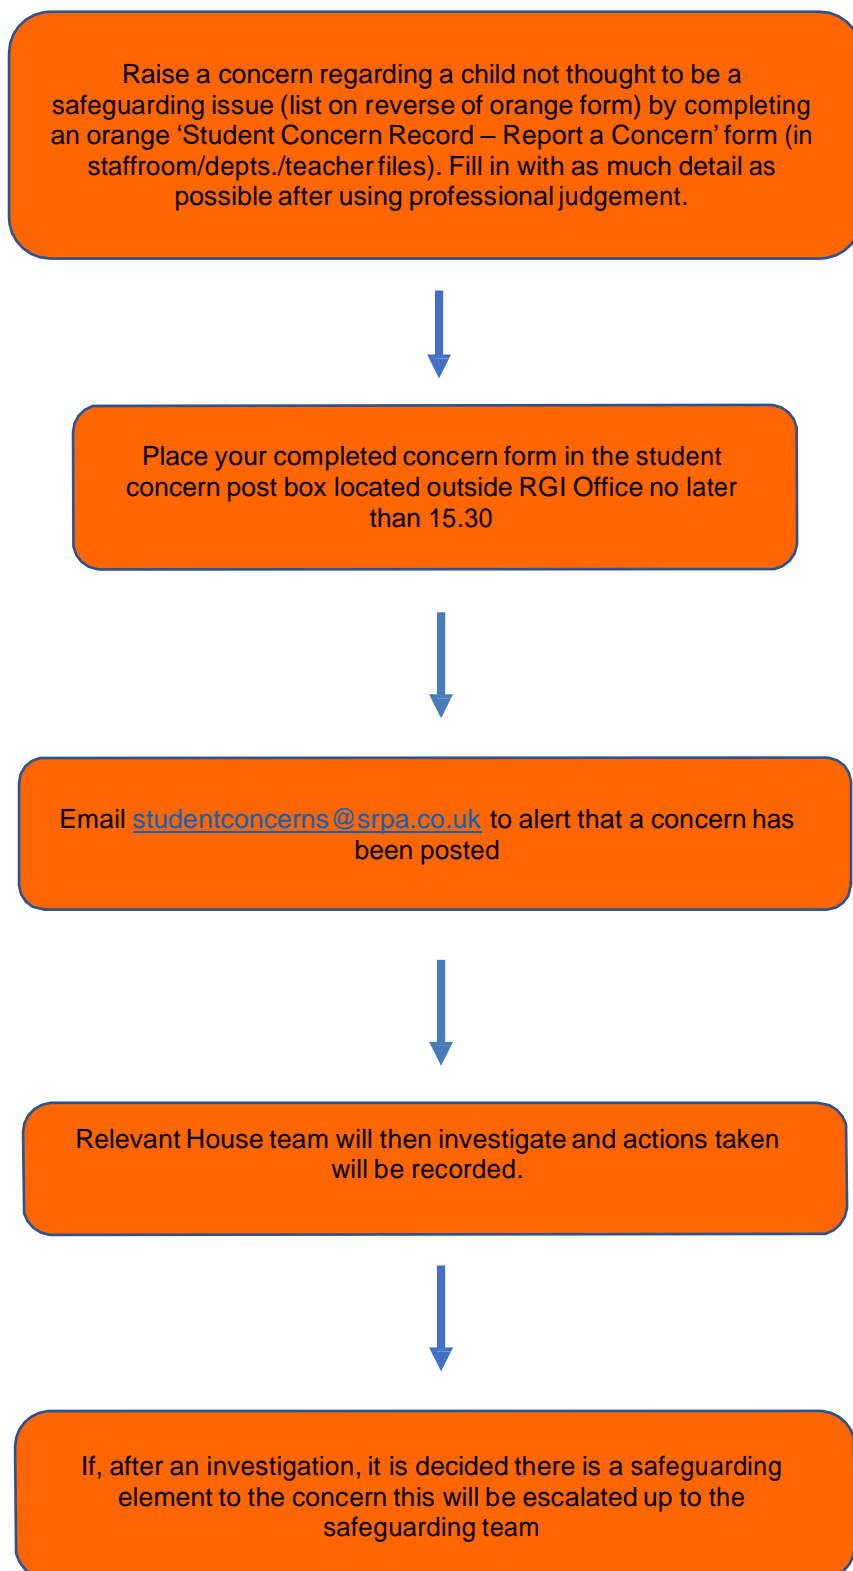 Raise a concern regarding a child not thought to be a
safeguarding issue (list on reverse of orange form) by completing
an orange ‘Student Concern Record – Report a Concern’ form (in
staffroom/depts./teacher files). Fill in with as much detail as
possible after using professional judgement.
Place your completed concern form in the student
concern post box located outside RGI Office no later
than 15.30
Email studentconcerns@srpa.co.uk to alert that a concern has
been posted
Relevant House team will then investigate and actions taken
will be recorded.
If, after an investigation, it is decided there is a safeguarding
element to the concern this will be escalated up to the
safeguarding team